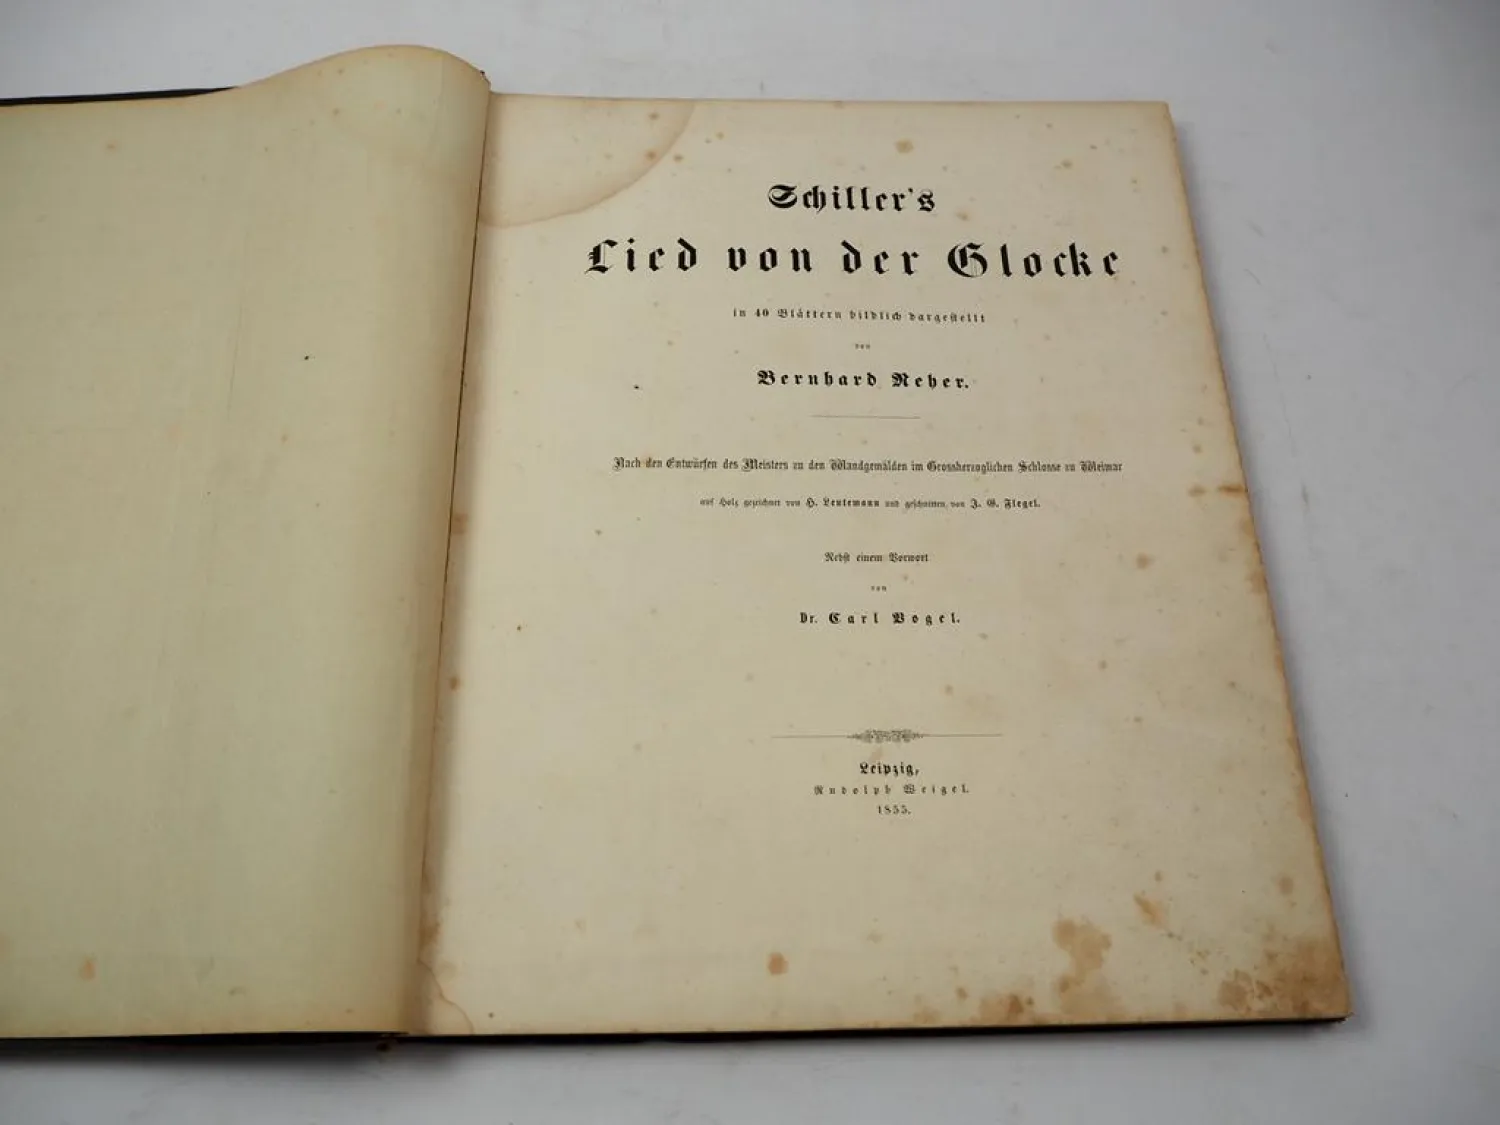 Schiller's
Lied von der Glocke
in 40 Blättern bildlich dargestellt
von
Bernhard Neher.
Nach den Entwürfen des Meisters zu den Wandgemälden im Grossherzoglichen Schlosse zu Weimar
auf Holz gezeichnet von H. Leutemann und geschnitten von J. G. Flegel.
Nebst einem Vorwort
von
Dr. Carl Vogel.
Leipzig,
Rudolph Weigel.
1855.